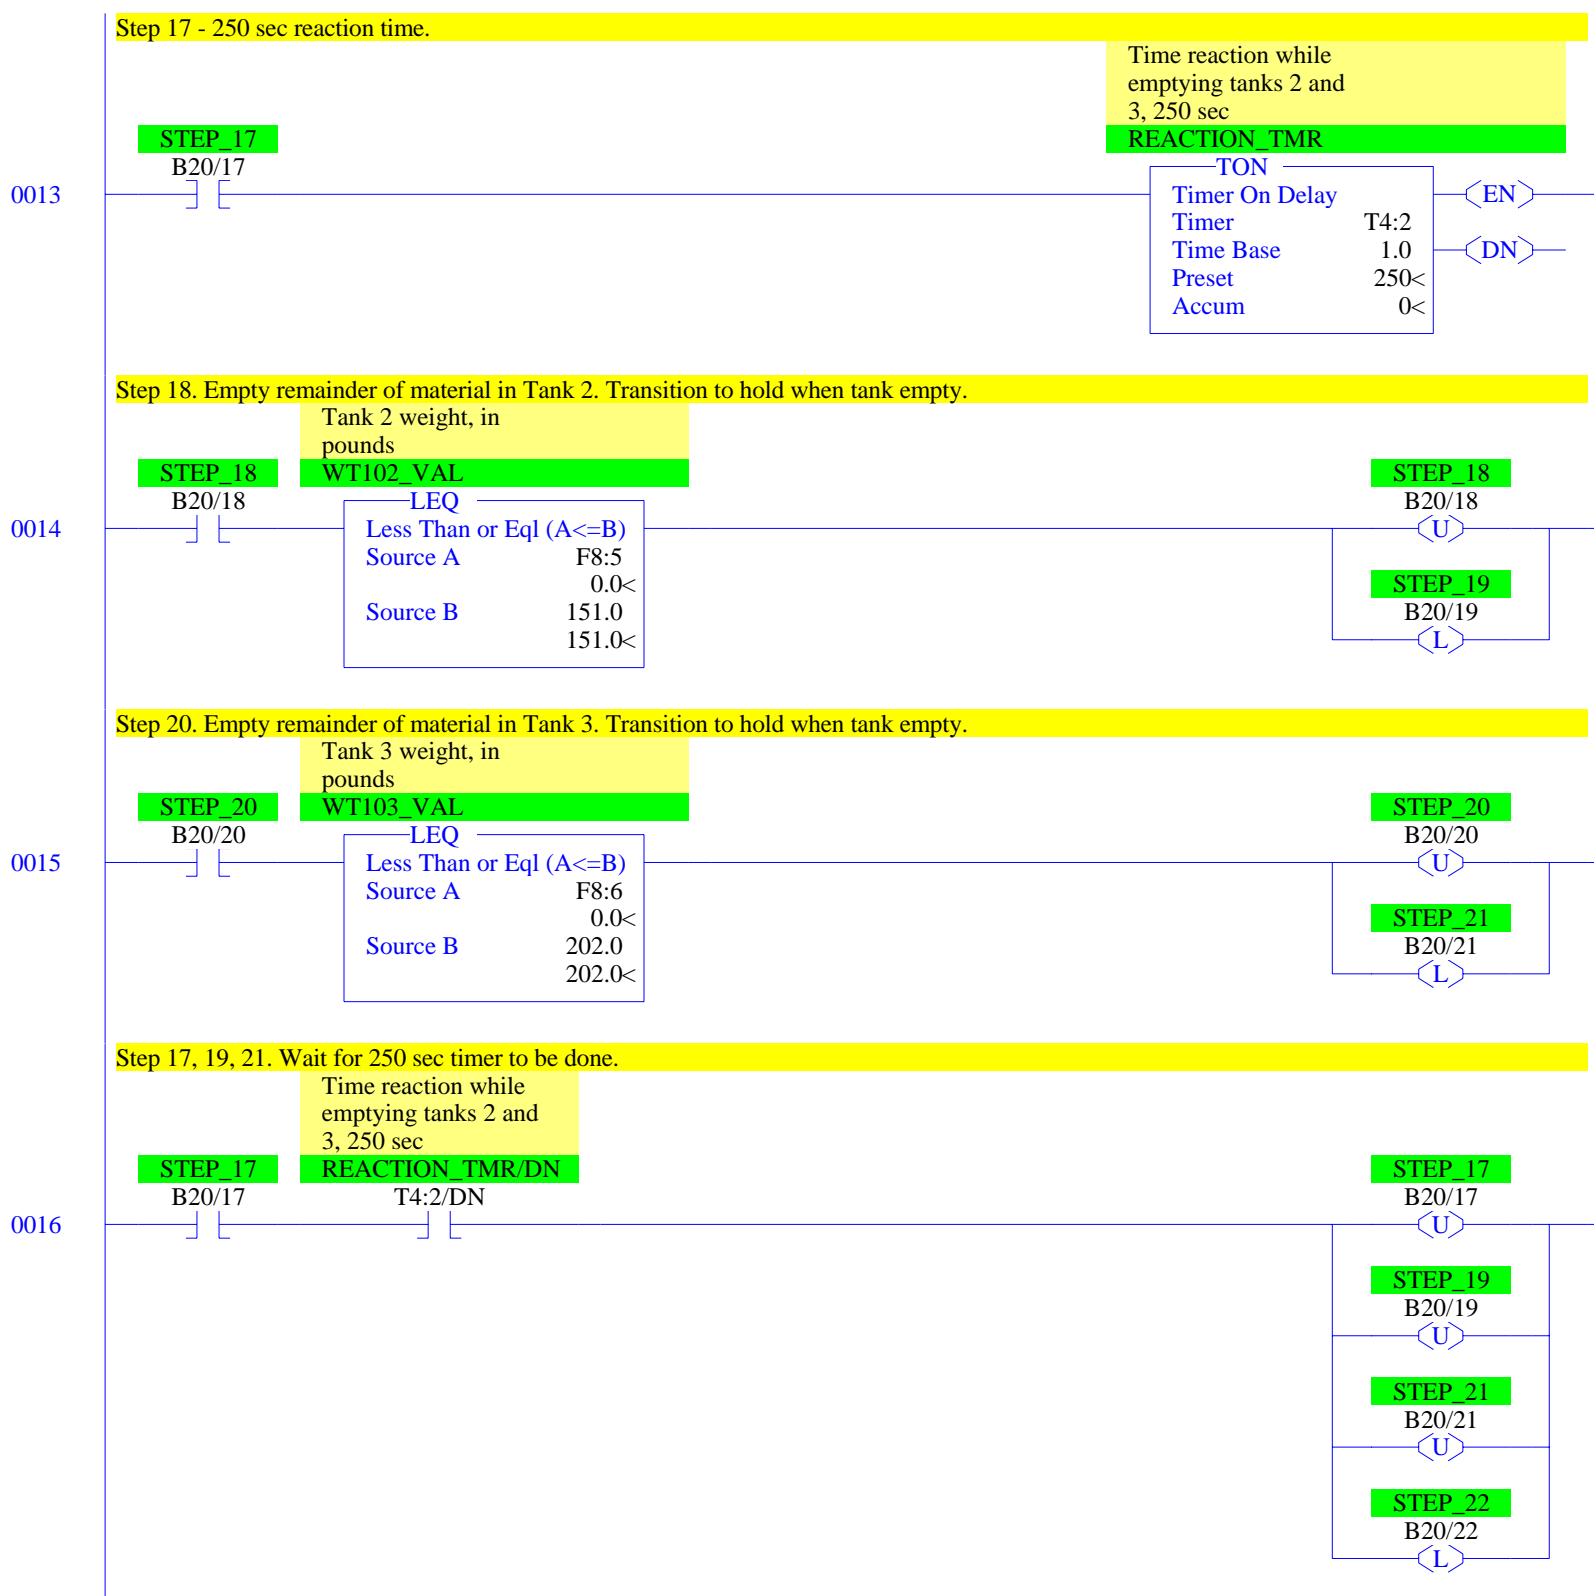 Step 17 - 250 sec reaction time.
Time reaction while
emptying tanks 2 and
3, 250 sec
STEP_17
REACTION_TMR
B20/17
TON
0013
Timer On Delay
EN
Timer T4:2
Time Base 1.0
DN
Preset 250<
Accum 0<
Step 18. Empty remainder of material in Tank 2. Transition to hold when tank empty.
Tank 2 weight, in
pounds
STEP_18
WT102_VAL
STEP_18
B20/18
LEQ
B20/18
0014
Less Than or Eql (A<=B)
U
Source A F8:5
0.0<
STEP_19
Source B 151.0
B20/19
151.0<
L
Step 20. Empty remainder of material in Tank 3. Transition to hold when tank empty.
Tank 3 weight, in
pounds
STEP_20
WT103_VAL
STEP_20
B20/20
LEQ
B20/20
0015
Less Than or Eql (A<=B)
U
Source A F8:6
0.0<
STEP_21
Source B 202.0
B20/21
202.0<
L
Step 17, 19, 21. Wait for 250 sec timer to be done.
Time reaction while
emptying tanks 2 and
3, 250 sec
STEP_17
REACTION_TMR/DN
STEP_17
B20/17
T4:2/DN
B20/17
0016
U
STEP_19
B20/19
U
STEP_21
B20/21
U
STEP_22
B20/22
L